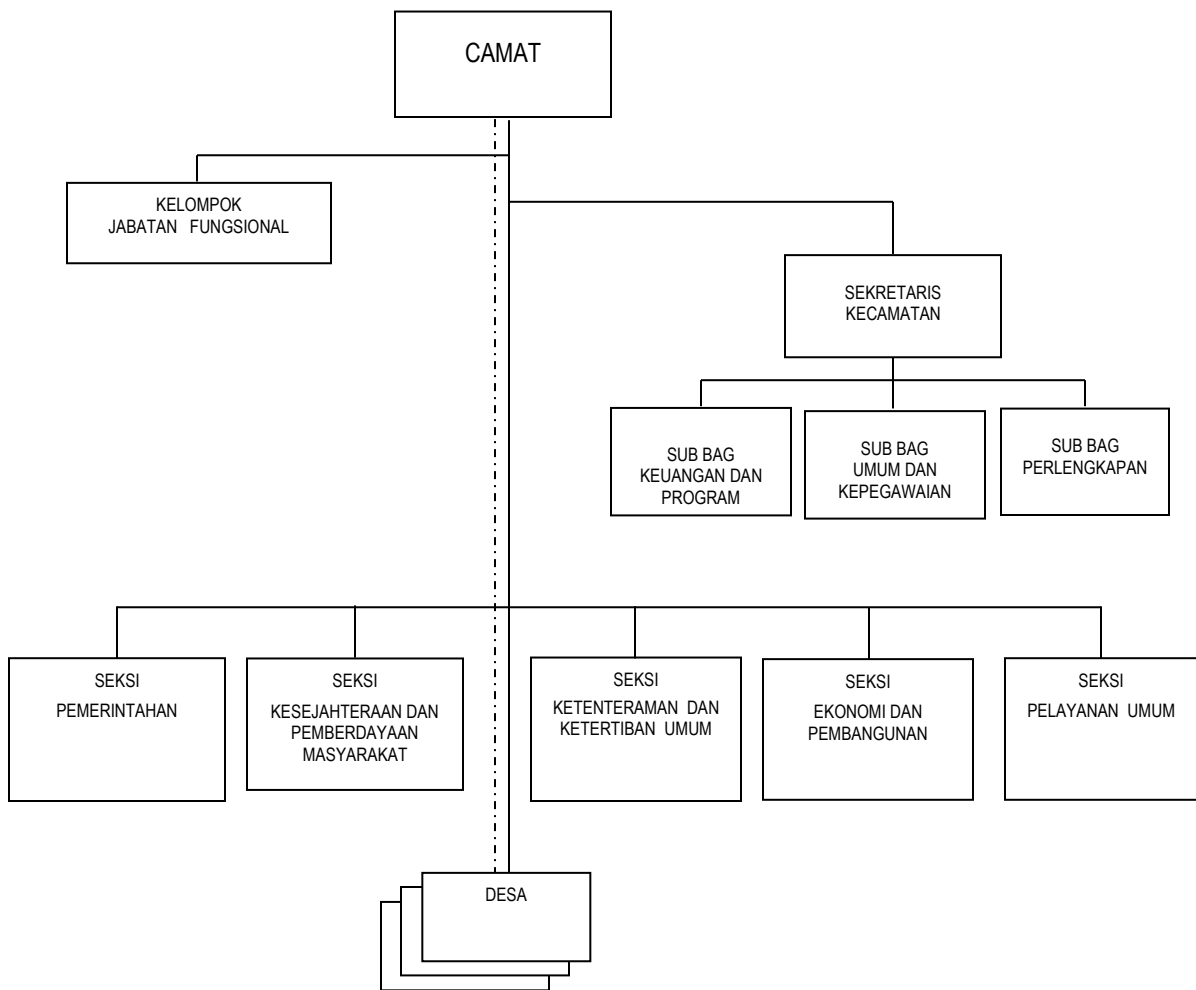 CAMAT
KELOMPOK
JABATAN FUNGSIONAL
SEKRETARIS
KECAMATAN
SUB BAG
KEUANGAN DAN
PROGRAM
SUB BAG
UMUM DAN
KEPEGAWAIAN
SUB BAG
PERLENGKAPAN
SEKSI
PEMERINTAHAN
SEKSI
KESEJAHTERAAN DAN
PEMBERDAYAAN
MASYARAKAT
SEKSI
KETENTERAMAN DAN
KETERTIBAN UMUM
SEKSI
EKONOMI DAN
PEMBANGUNAN
SEKSI
PELAYANAN UMUM
DESA